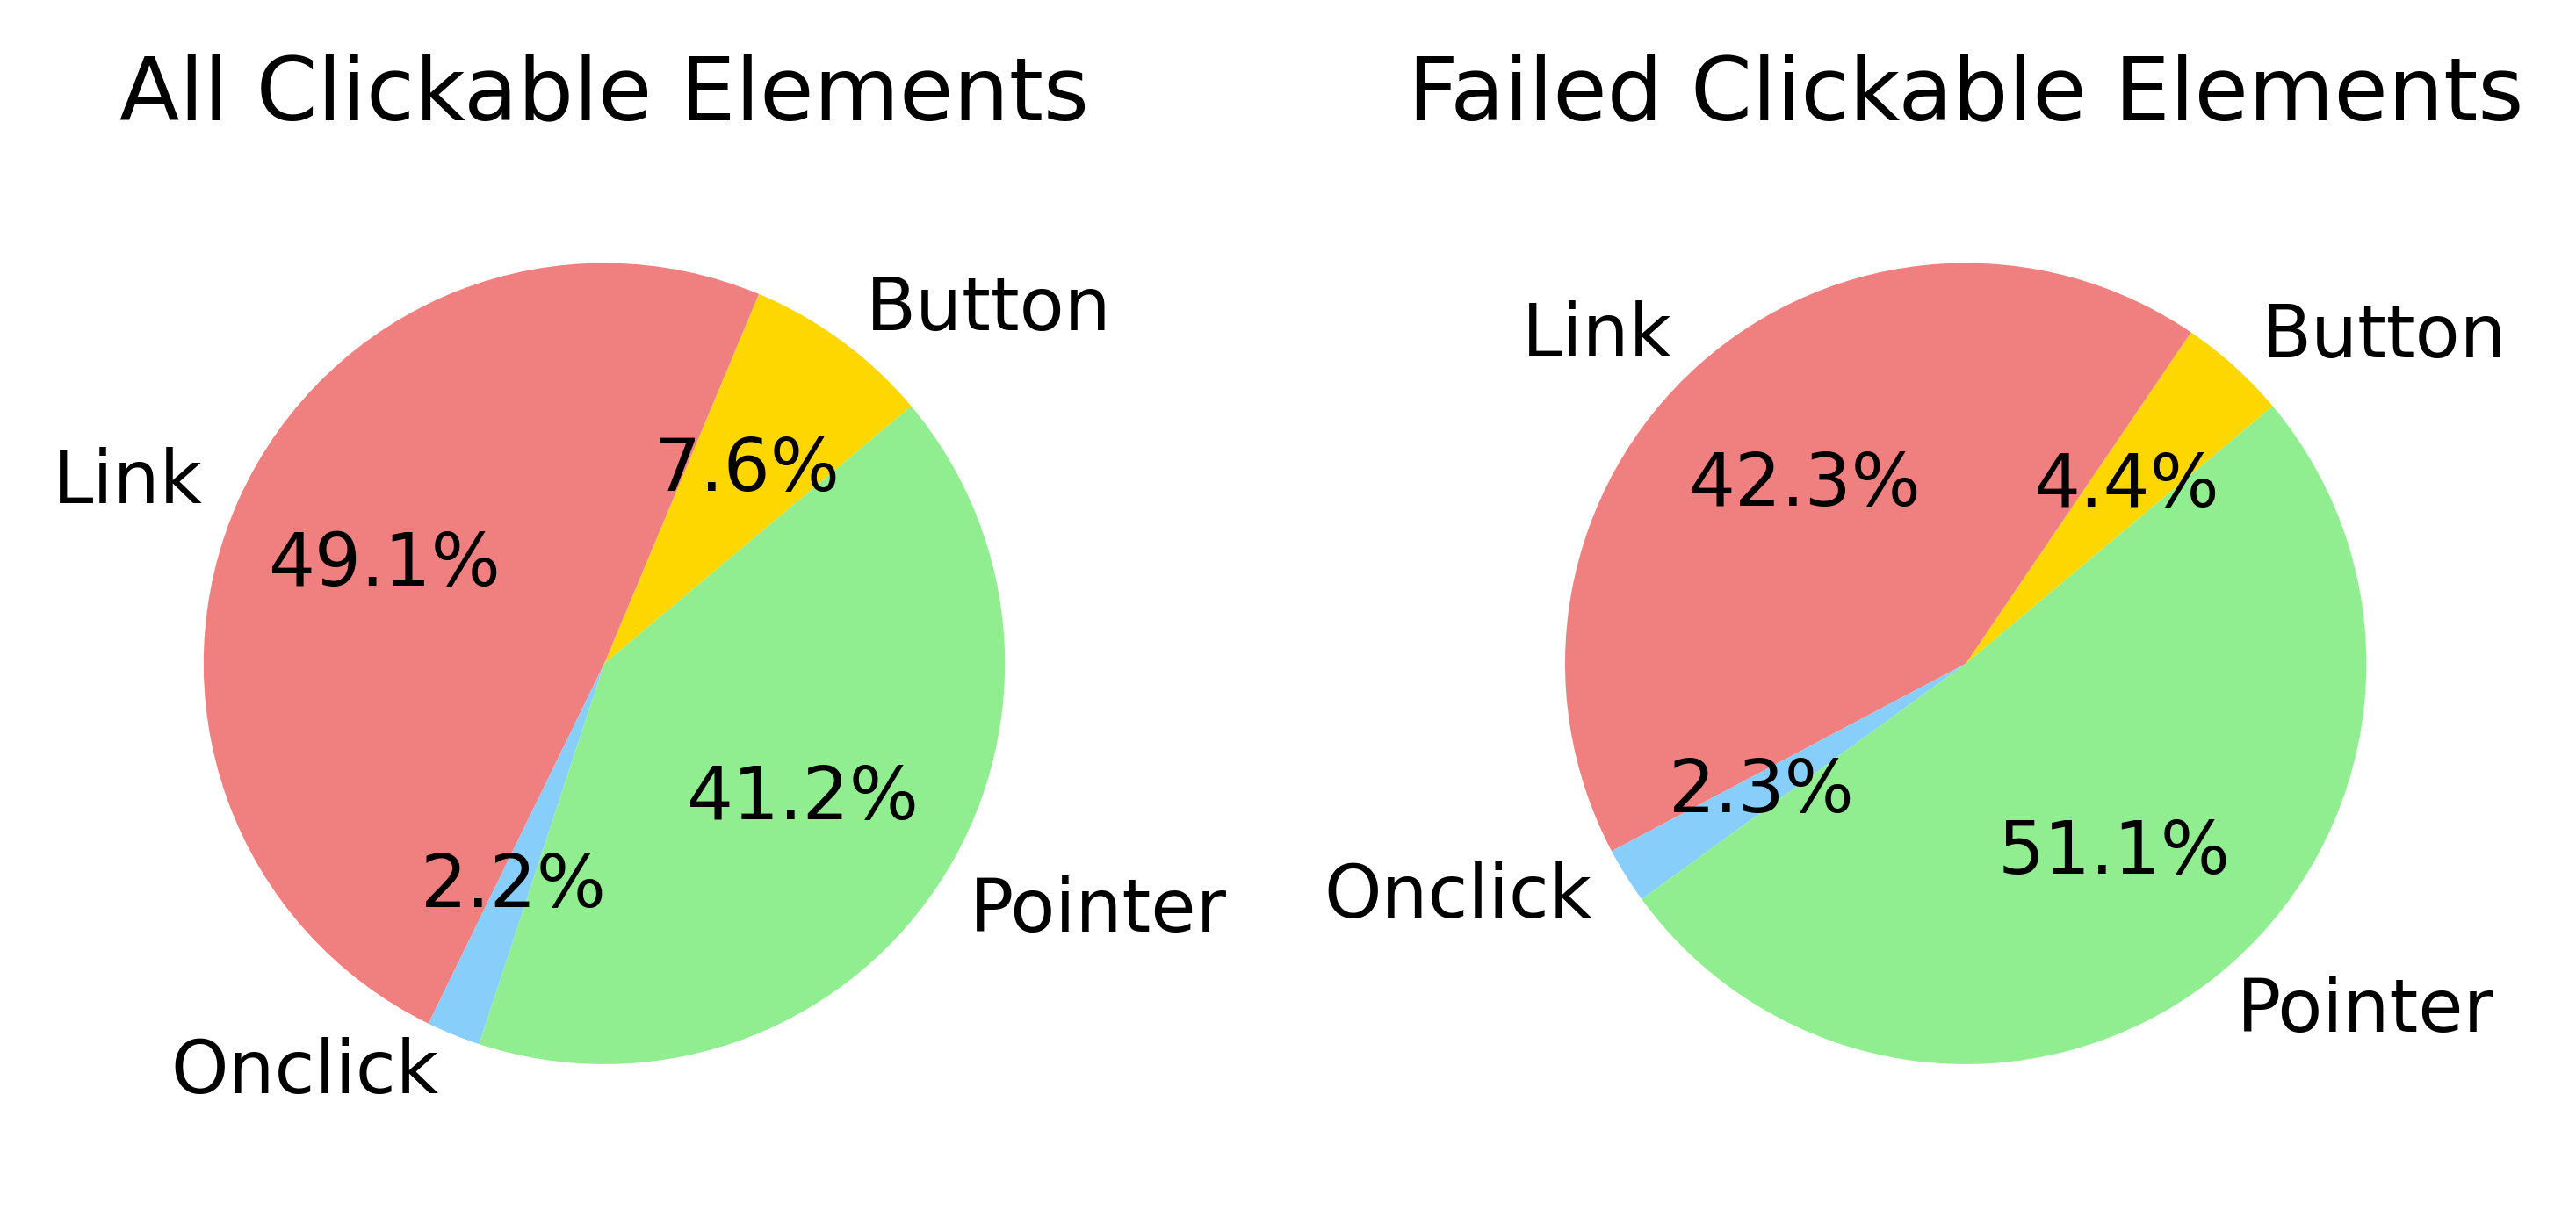 All Clickable Elements
Button
7.6%
Link
49.1%
41.2%
2.2%
Pointer
Onclick
Failed Clickable Elements
Link
Button
42.3%
4.4%
2.3%
51.1%
Onclick
Pointer